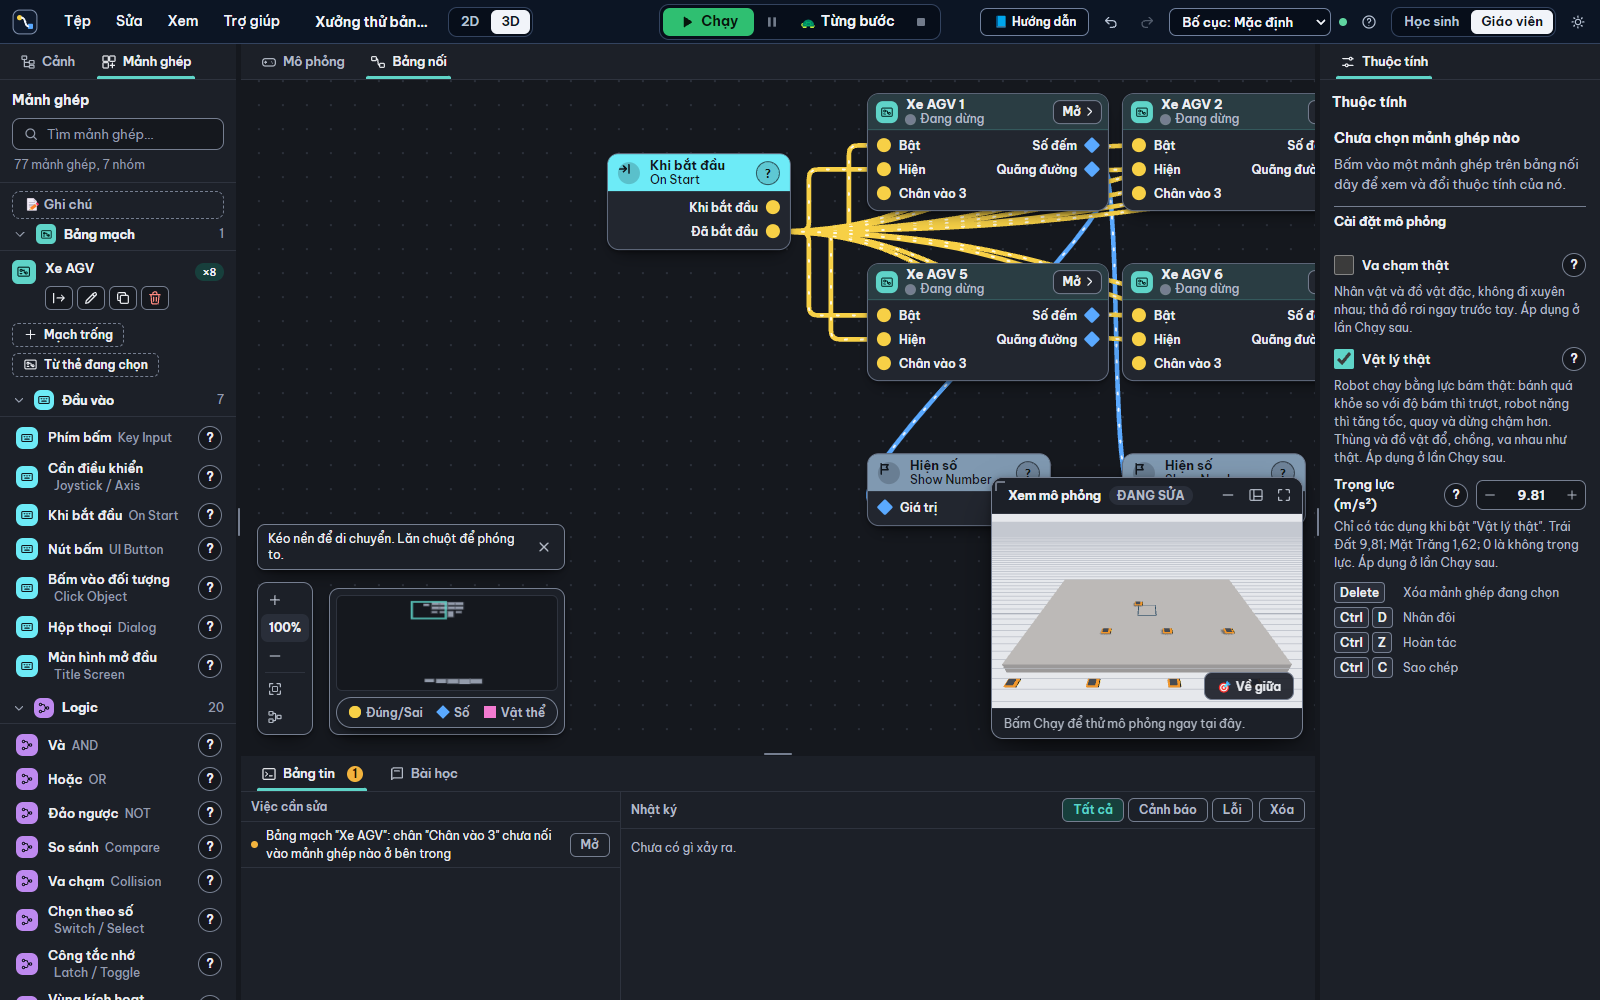 Tệp Sửa Xem Trợ giúp Xưởng thử bản... 2D 3D Chạy Từng bước Hướng dẫn Bố cục: Mặc định Học sinh Giáo viên
Cảnh Mảnh ghép
Mảnh ghép
Tìm mảnh ghép...
77 mảnh ghép, 7 nhóm
Ghi chú
Bảng mạch 1
Xe AGV ×8
Mạch trống
Từ thẻ đang chọn
Đầu vào 7
Phím bấm Key Input ?
Cần điều khiển
Joystick / Axis ?
Khi bắt đầu On Start ?
Nút bấm UI Button ?
Bấm vào đối tượng
Click Object ?
Hộp thoại Dialog ?
Màn hình mở đầu
Title Screen ?
Logic 20
Và AND ?
Hoặc OR ?
Đảo ngược NOT ?
So sánh Compare ?
Va chạm Collision ?
Chọn theo số
Switch / Select ?
Công tắc nhớ
Latch / Toggle ?
Vùng kích hoạt
Mô phỏng Bảng nối
Khi bắt đầu
On Start ?
Khi bắt đầu
Đã bắt đầu
Xe AGV 1
Đang dừng
Mở
Bật Số đếm
Hiện Quãng đường
Chân vào 3
Xe AGV 2
Đang dừng
Bật Số đ
Hiện Quãng đườ
Chân vào 3
Xe AGV 5
Đang dừng
Mở
Bật Số đếm
Hiện Quãng đường
Chân vào 3
Xe AGV 6
Đang dừng
Bật Số đ
Hiện Quãng đườ
Chân vào 3
Hiện số
Show Number ?
Giá trị
Hiện số
Show Number ?
Xem mô phỏng ĐANG SỬA
Về giữa
Bấm Chạy để thử mô phỏng ngay tại đây.
Kéo nền để di chuyển. Lăn chuột để phóng
to.
100%
Đúng/Sai Số Vật thể
Bảng tin 1 Bài học
Việc cần sửa
Bảng mạch "Xe AGV": chân "Chân vào 3" chưa nối
vào mảnh ghép nào ở bên trong
Mở
Nhật ký Tất cả Cảnh báo Lỗi Xóa
Chưa có gì xảy ra.
Thuộc tính
Thuộc tính
Chưa chọn mảnh ghép nào
Bấm vào một mảnh ghép trên bảng nối
dây để xem và đổi thuộc tính của nó.
Cài đặt mô phỏng
Va chạm thật ?
Nhân vật và đồ vật đặc, không đi xuyên
nhau; thả đồ rơi ngay trước tay. Áp dụng ở
lần Chạy sau.
Vật lý thật ?
Robot chạy bằng lực bám thật: bánh quá
khỏe so với độ bám thì trượt, robot nặng
thì tăng tốc, quay và dừng chậm hơn.
Thùng và đồ vật đổ, chồng, va nhau như
thật. Áp dụng ở lần Chạy sau.
Trọng lực
(m/s²) ? − 9.81 +
Chỉ có tác dụng khi bật "Vật lý thật". Trái
Đất 9,81; Mặt Trăng 1,62; 0 là không trọng
lực. Áp dụng ở lần Chạy sau.
Delete Xóa mảnh ghép đang chọn
Ctrl D Nhân đôi
Ctrl Z Hoàn tác
Ctrl C Sao chép